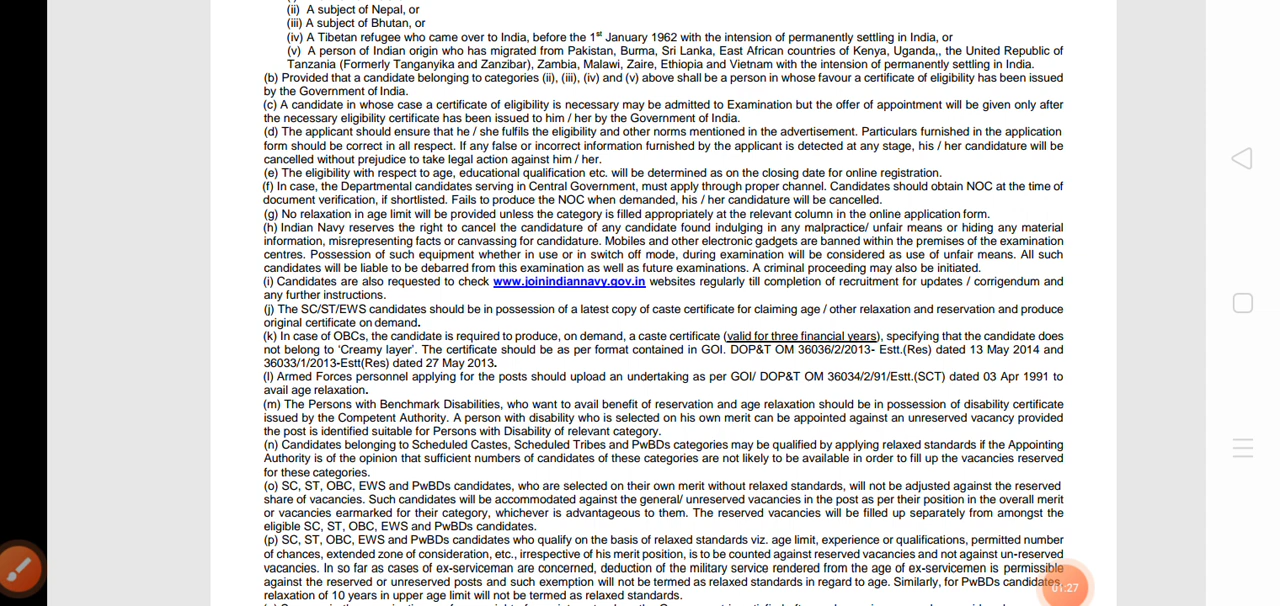 (ii) A subject of Nepal, or
(iii) A subject of Bhutan, or
(iv) A Tibetan refugee who came over to India, before the 1st January 1962 with the intension of permanently settling in India, or
(v) A person of Indian origin who has migrated from Pakistan, Burma, Sri Lanka, East African countries of Kenya, Uganda,, the United Republic of
Tanzania (Formerly Tanganyika and Zanzibar), Zambia, Malawi, Zaire, Ethiopia and Vietnam with the intension of permanently settling in India.
(b) Provided that a candidate belonging to categories (ii), (iii), (iv) and (v) above shall be a person in whose favour a certificate of eligibility has been issued
by the Government of India.
(c) A candidate in whose case a certificate of eligibility is necessary may be admitted to Examination but the offer of appointment will be given only after
the necessary eligibility certificate has been issued to him / her by the Government of India.
(d) The applicant should ensure that he / she fulfils the eligibility and other norms mentioned in the advertisement. Particulars furnished in the application
form should be correct in all respect. If any false or incorrect information furnished by the applicant is detected at any stage, his / her candidature will be
cancelled without prejudice to take legal action against him / her.
(e) The eligibility with respect to age, educational qualification etc. will be determined as on the closing date for online registration.
(f) In case, the Departmental candidates serving in Central Government, must apply through proper channel. Candidates should obtain NOC at the time of
document verification, if shortlisted. Fails to produce the NOC when demanded, his / her candidature will be cancelled.
(g) No relaxation in age limit will be provided unless the category is filled appropriately at the relevant column in the online application form.
(h) Indian Navy reserves the right to cancel the candidature of any candidate found indulging in any malpractice/ unfair means or hiding any material
information, misrepresenting facts or canvassing for candidature. Mobiles and other electronic gadgets are banned within the premises of the examination
centres. Possession of such equipment whether in use or in switch off mode, during examination will be considered as use of unfair means. All such
candidates will be liable to be debarred from this examination as well as future examinations. A criminal proceeding may also be initiated.
(i) Candidates are also requested to check www.joinindiannavy.gov.in websites regularly till completion of recruitment for updates / corrigendum and
any further instructions.
(j) The SC/ST/EWS candidates should be in possession of a latest copy of caste certificate for claiming age / other relaxation and reservation and produce
original certificate on demand.
(k) In case of OBCs, the candidate is required to produce, on demand, a caste certificate (valid for three financial years), specifying that the candidate does
not belong to ‘Creamy layer’. The certificate should be as per format contained in GOI. DOP&T OM 36036/2/2013- Estt.(Res) dated 13 May 2014 and
36033/1/2013-Estt(Res) dated 27 May 2013.
(l) Armed Forces personnel applying for the posts should upload an undertaking as per GOI/ DOP&T OM 36034/2/91/Estt.(SCT) dated 03 Apr 1991 to
avail age relaxation.
(m) The Persons with Benchmark Disabilities, who want to avail benefit of reservation and age relaxation should be in possession of disability certificate
issued by the Competent Authority. A person with disability who is selected on his own merit can be appointed against an unreserved vacancy provided
the post is identified suitable for Persons with Disability of relevant category.
(n) Candidates belonging to Scheduled Castes, Scheduled Tribes and PwBDs categories may be qualified by applying relaxed standards if the Appointing
Authority is of the opinion that sufficient numbers of candidates of these categories are not likely to be available in order to fill up the vacancies reserved
for these categories.
(o) SC, ST, OBC, EWS and PwBDs candidates, who are selected on their own merit without relaxed standards, will not be adjusted against the reserved
share of vacancies. Such candidates will be accommodated against the general/ unreserved vacancies in the post as per their position in the overall merit
or vacancies earmarked for their category, whichever is advantageous to them. The reserved vacancies will be filled up separately from amongst the
eligible SC, ST, OBC, EWS and PwBDs candidates.
(p) SC, ST, OBC, EWS and PwBDs candidates who qualify on the basis of relaxed standards viz. age limit, experience or qualifications, permitted number
of chances, extended zone of consideration, etc., irrespective of his merit position, is to be counted against reserved vacancies and not against un-reserved
vacancies. In so far as cases of ex-serviceman are concerned, deduction of the military service rendered from the age of ex-servicemen is permissible
against the reserved or unreserved posts and such exemption will not be termed as relaxed standards in regard to age. Similarly, for PwBDs candidates,
relaxation of 10 years in upper age limit will not be termed as relaxed standards.
01:27